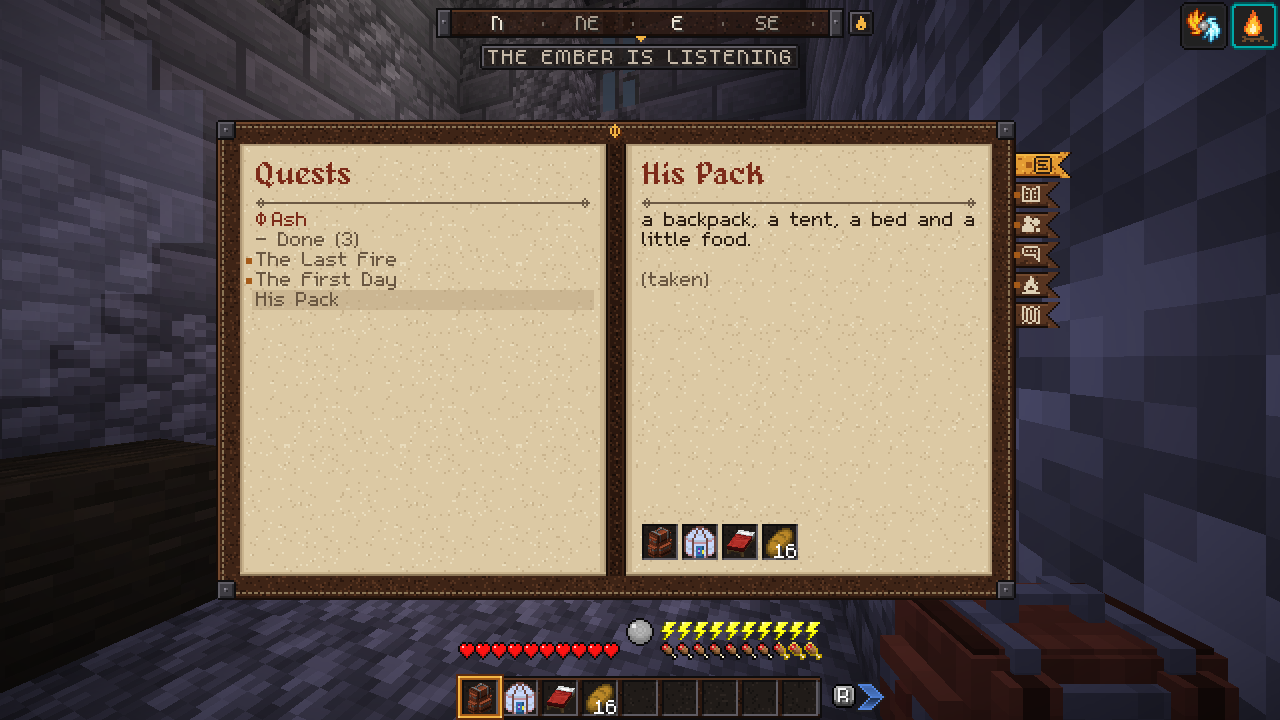 N · NE · E · SE ·
THE EMBER IS LISTENING
Quests
Ash
- Done (3)
The Last Fire
The First Day
His Pack
His Pack
a backpack, a tent, a bed and a
little food.
(taken)
16
16
R